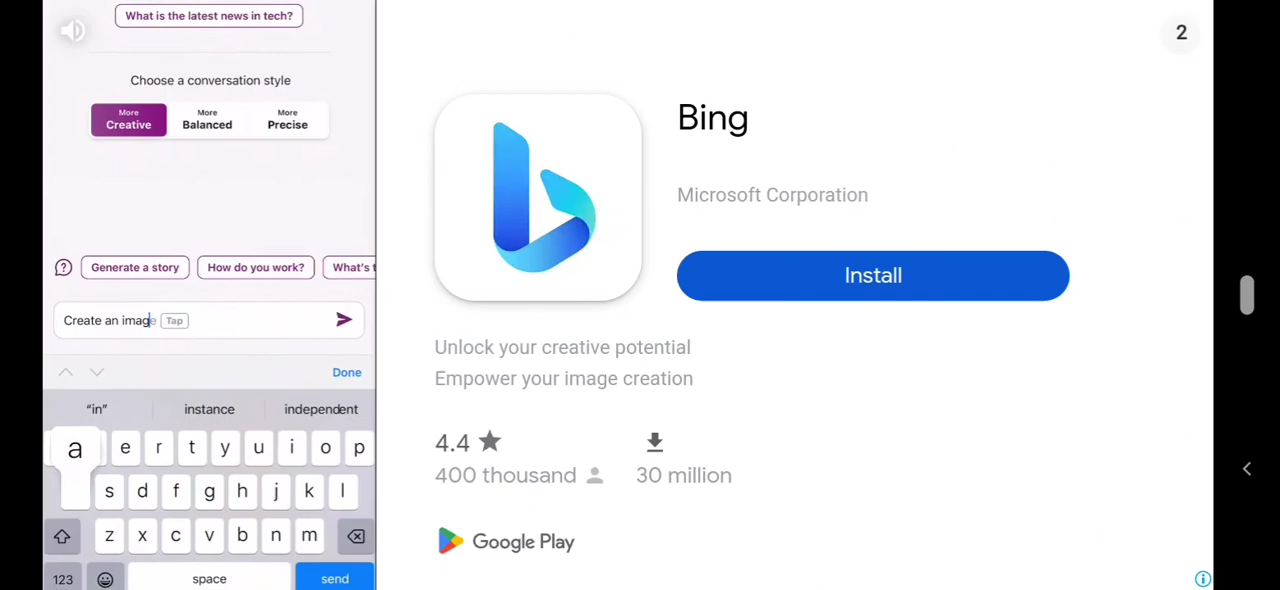 What is the latest news in tech?
Choose a conversation style
More
Creative
More
Balanced
More
Precise
Generate a story
How do you work?
What's t
Create an image Tap
Done
"in" instance independent
a e r t y u i o p
s d f g h j k l
z x c v b n m
123 space send
2
Bing
Microsoft Corporation
Install
Unlock your creative potential
Empower your image creation
4.4
400 thousand 30 million
Google Play